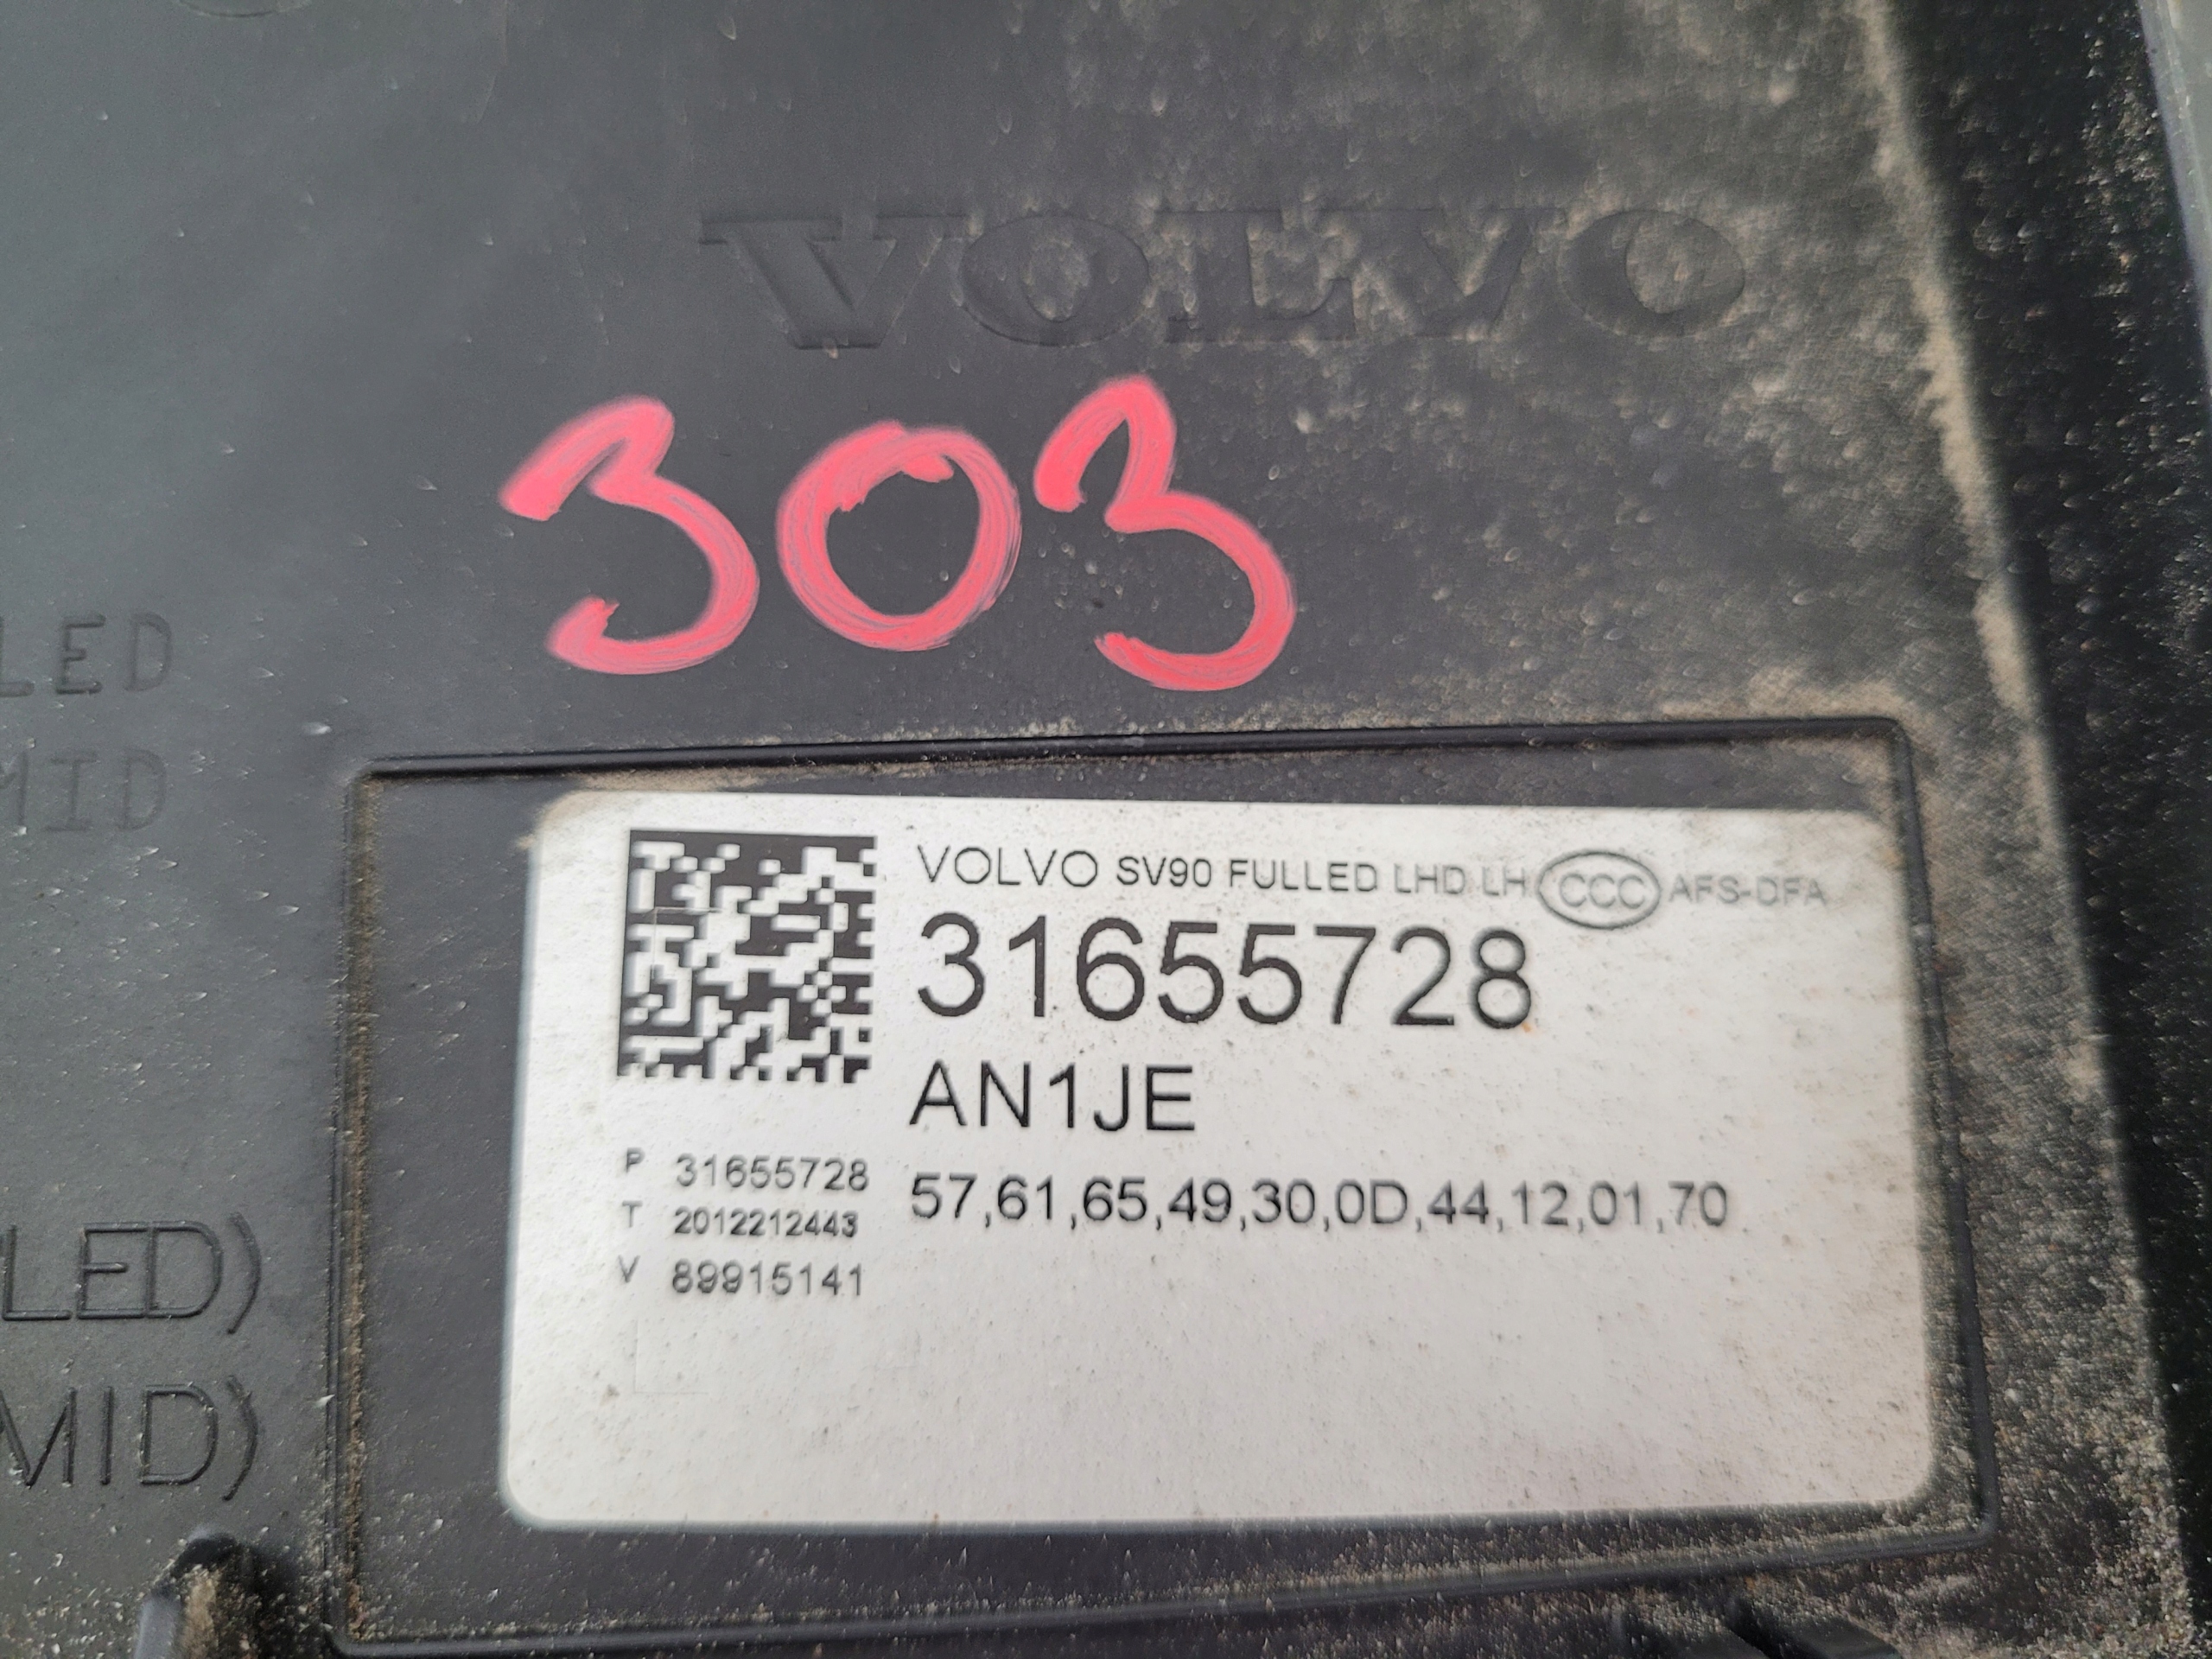 VOLVO
303
LED
MID
VOLVO SV90 FULLED LHD LH CCC AFS-DFA
31655728
AN1JE
P 31655728
T 2012212443
V 89915141
57,61,65,49,30,0D,44,12,01,70
LED)
MID)